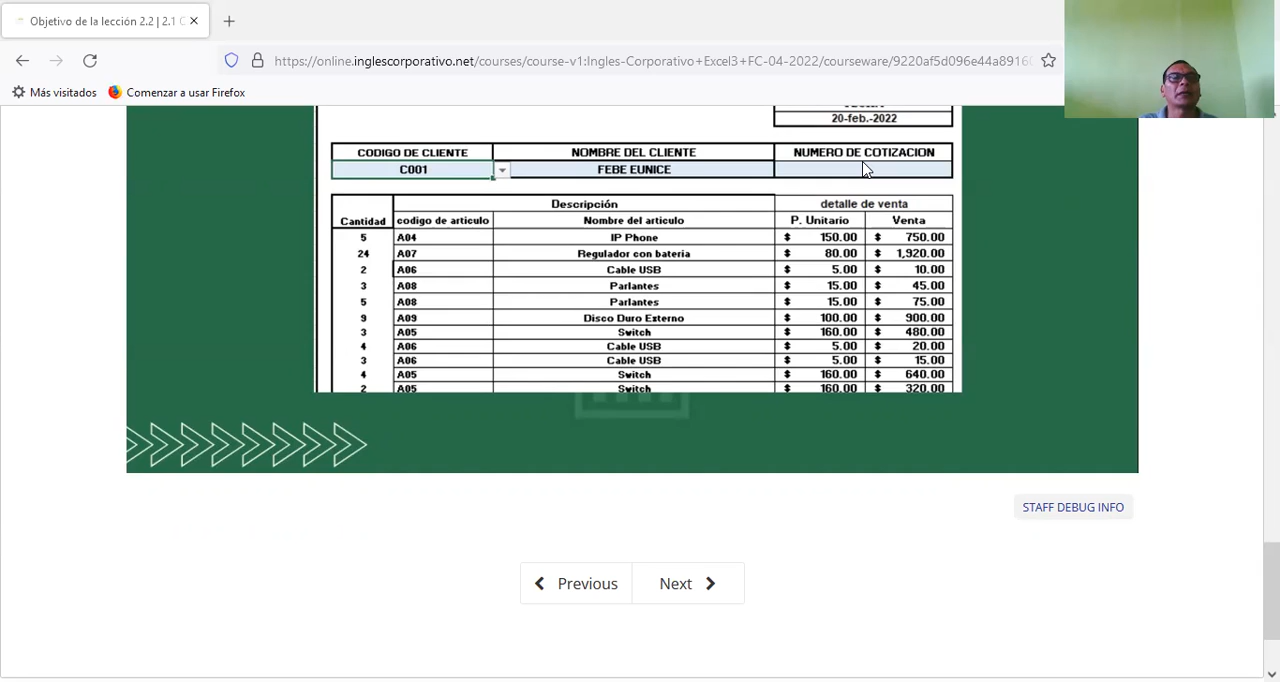 Objetivo de la lección 2.2 | 2.1 C
https://online.inglescorporativo.net/courses/course-v1:Ingles-Corporativo+Excel3+FC-04-2022/courseware/9220af5d096e44a89160
Más visitados Comenzar a usar Firefox
20-feb.-2022
CODIGO DE CLIENTE NOMBRE DEL CLIENTE NUMERO DE COTIZACION
C001 FEBE EUNICE
Descripción detalle de venta
Cantidad codigo de articulo Nombre del articulo P. Unitario Venta
5 A04 IP Phone $ 150.00 $ 750.00
24 A07 Regulador con bateria $ 80.00 $ 1,920.00
2 A06 Cable USB $ 5.00 $ 10.00
3 A08 Parlantes $ 15.00 $ 45.00
5 A08 Parlantes $ 15.00 $ 75.00
9 A09 Disco Duro Externo $ 100.00 $ 900.00
3 A05 Switch $ 160.00 $ 480.00
4 A06 Cable USB $ 5.00 $ 20.00
3 A06 Cable USB $ 5.00 $ 15.00
4 A05 Switch $ 160.00 $ 640.00
2 A05 Switch $ 160.00 $ 320.00
STAFF DEBUG INFO
Previous Next